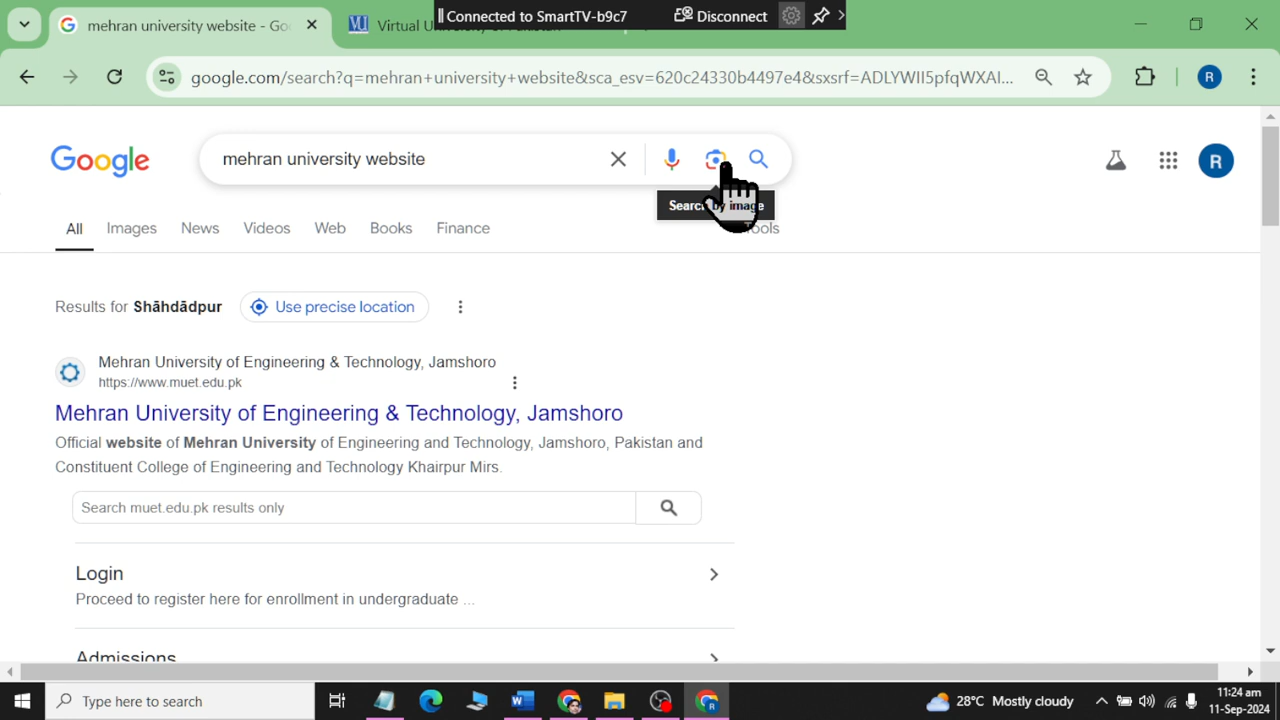 mehran university website - Goo
Virtual U
Connected to SmartTV-b9c7
Disconnect
google.com/search?q=mehran+university+website&sca_esv=620c24330b4497e4&sxsrf=ADLYWII5pfqWXAI...
R
Google
mehran university website
R
Search by image
All
Images
News
Videos
Web
Books
Finance
Tools
Results for Shāhdādpur
Use precise location
Mehran University of Engineering & Technology, Jamshoro
https://www.muet.edu.pk
Mehran University of Engineering & Technology, Jamshoro
Official website of Mehran University of Engineering and Technology, Jamshoro, Pakistan and
Constituent College of Engineering and Technology Khairpur Mirs.
Search muet.edu.pk results only
Login
Proceed to register here for enrollment in undergraduate ...
Admissions
Type here to search
28°C Mostly cloudy
11:24 am
11-Sep-2024